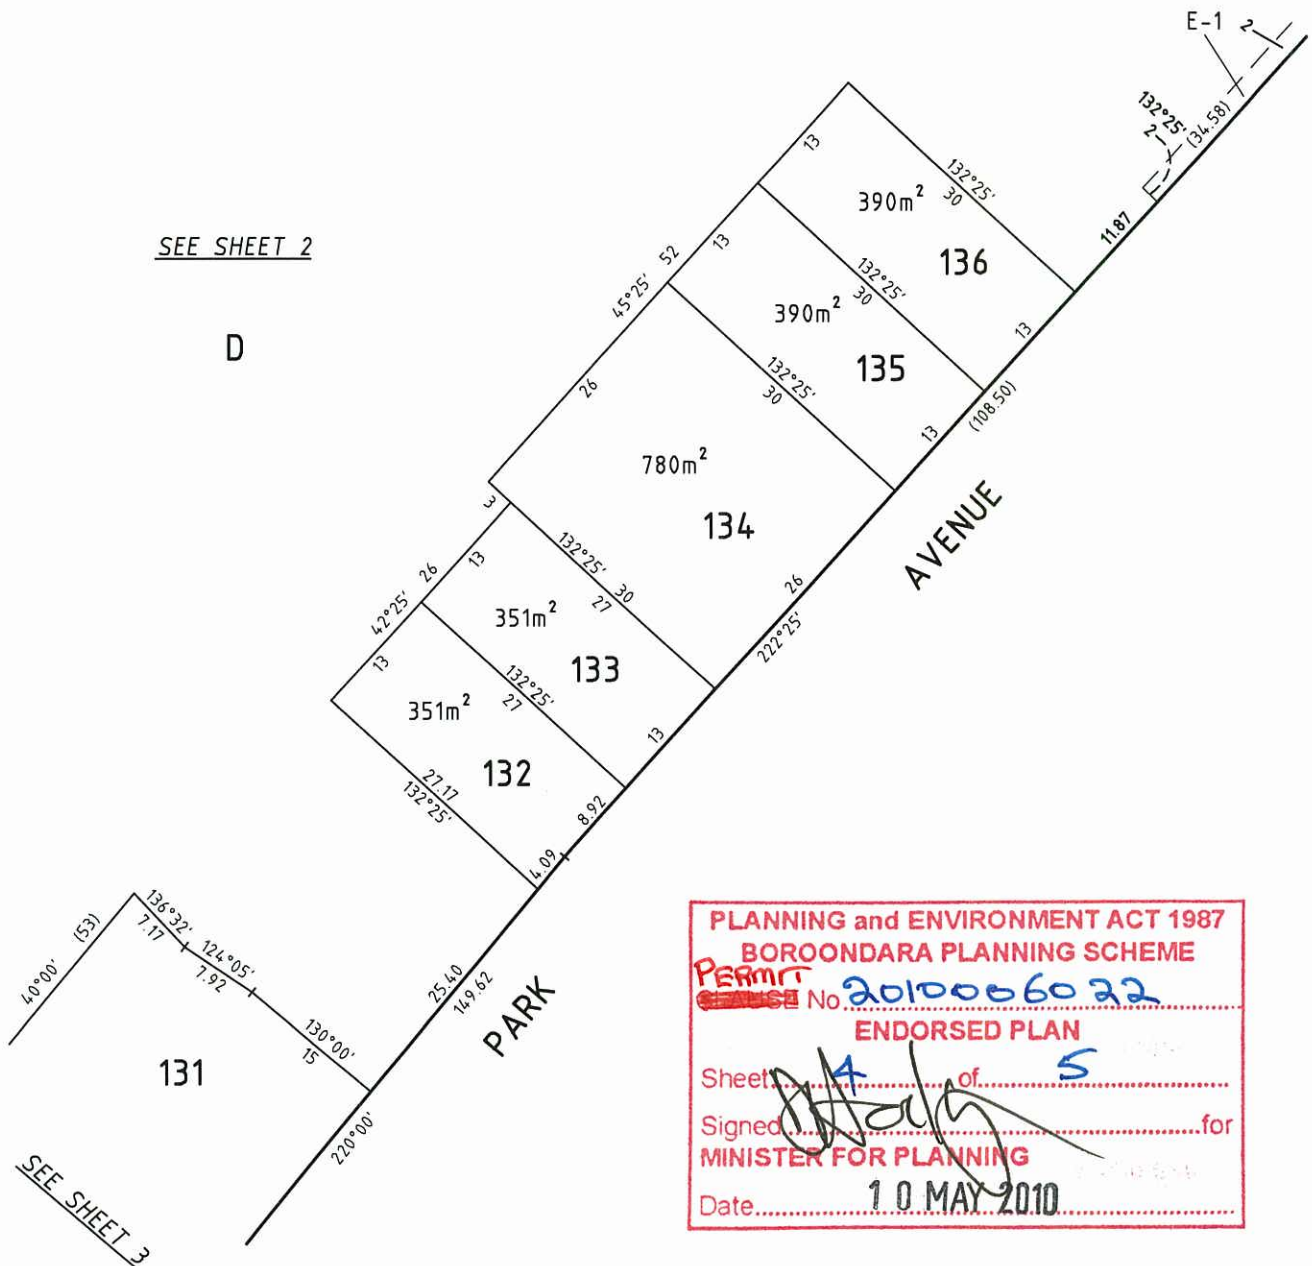 E-1 2
132°25'
2
(34.58)
11.87
SEE SHEET 2
D
13
132°25'
30
390m²
136
13
45°25' 52
13
132°25'
30
390m²
135
13
(108.50)
26
132°25'
30
780m²
134
26
222°25'
AVENUE
3
132°25' 30
27
42°25' 26
13
351m²
133
13
132°25'
27
13
351m²
132
8.92
4.09
27.17
132°25'
25.40
149.62
PARK
40°00' (53)
136°32'
7.17
124°05'
7.92
130°00'
15
131
220°00'
SEE SHEET 3
PLANNING and ENVIRONMENT ACT 1987
BOROONDARA PLANNING SCHEME
PERMIT
No 2010006022
ENDORSED PLAN
Sheet 4 of 5
Signed for
MINISTER FOR PLANNING
Date 10 MAY 2010